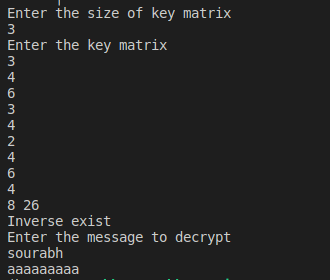 Enter the size of key matrix
3
Enter the key matrix
3
4
6
3
4
2
4
6
4
8 26
Inverse exist
Enter the message to decrypt
sourabh
aaaaaaaaa